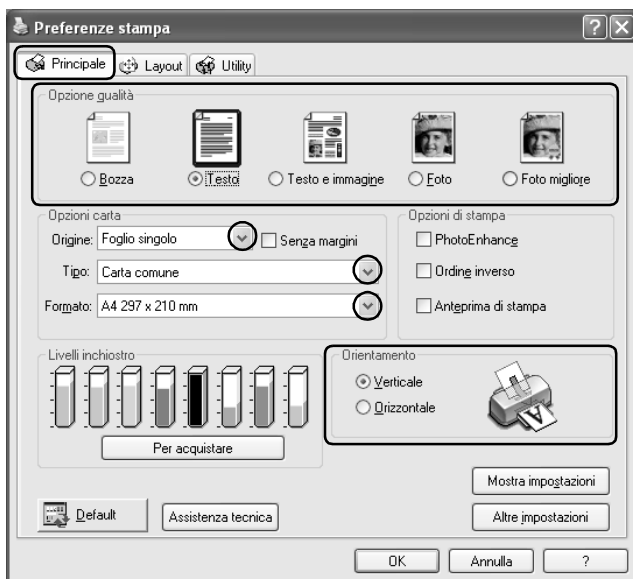 Preferenze stampa
Principale Layout Utility
Opzione qualità
Bozza Testo Testo e immagine Foto Foto migliore
Opzioni carta
Origine: Foglio singolo Senza margini
Tipo: Carta comune
Formato: A4 297 x 210 mm
Opzioni di stampa
PhotoEnhance
Ordine inverso
Anteprima di stampa
Livelli inchiostro
Per acquistare
Orientamento
Verticale
Orizzontale
A
Mostra impostazioni
Default Assistenza tecnica Altre impostazioni
OK Annulla ?